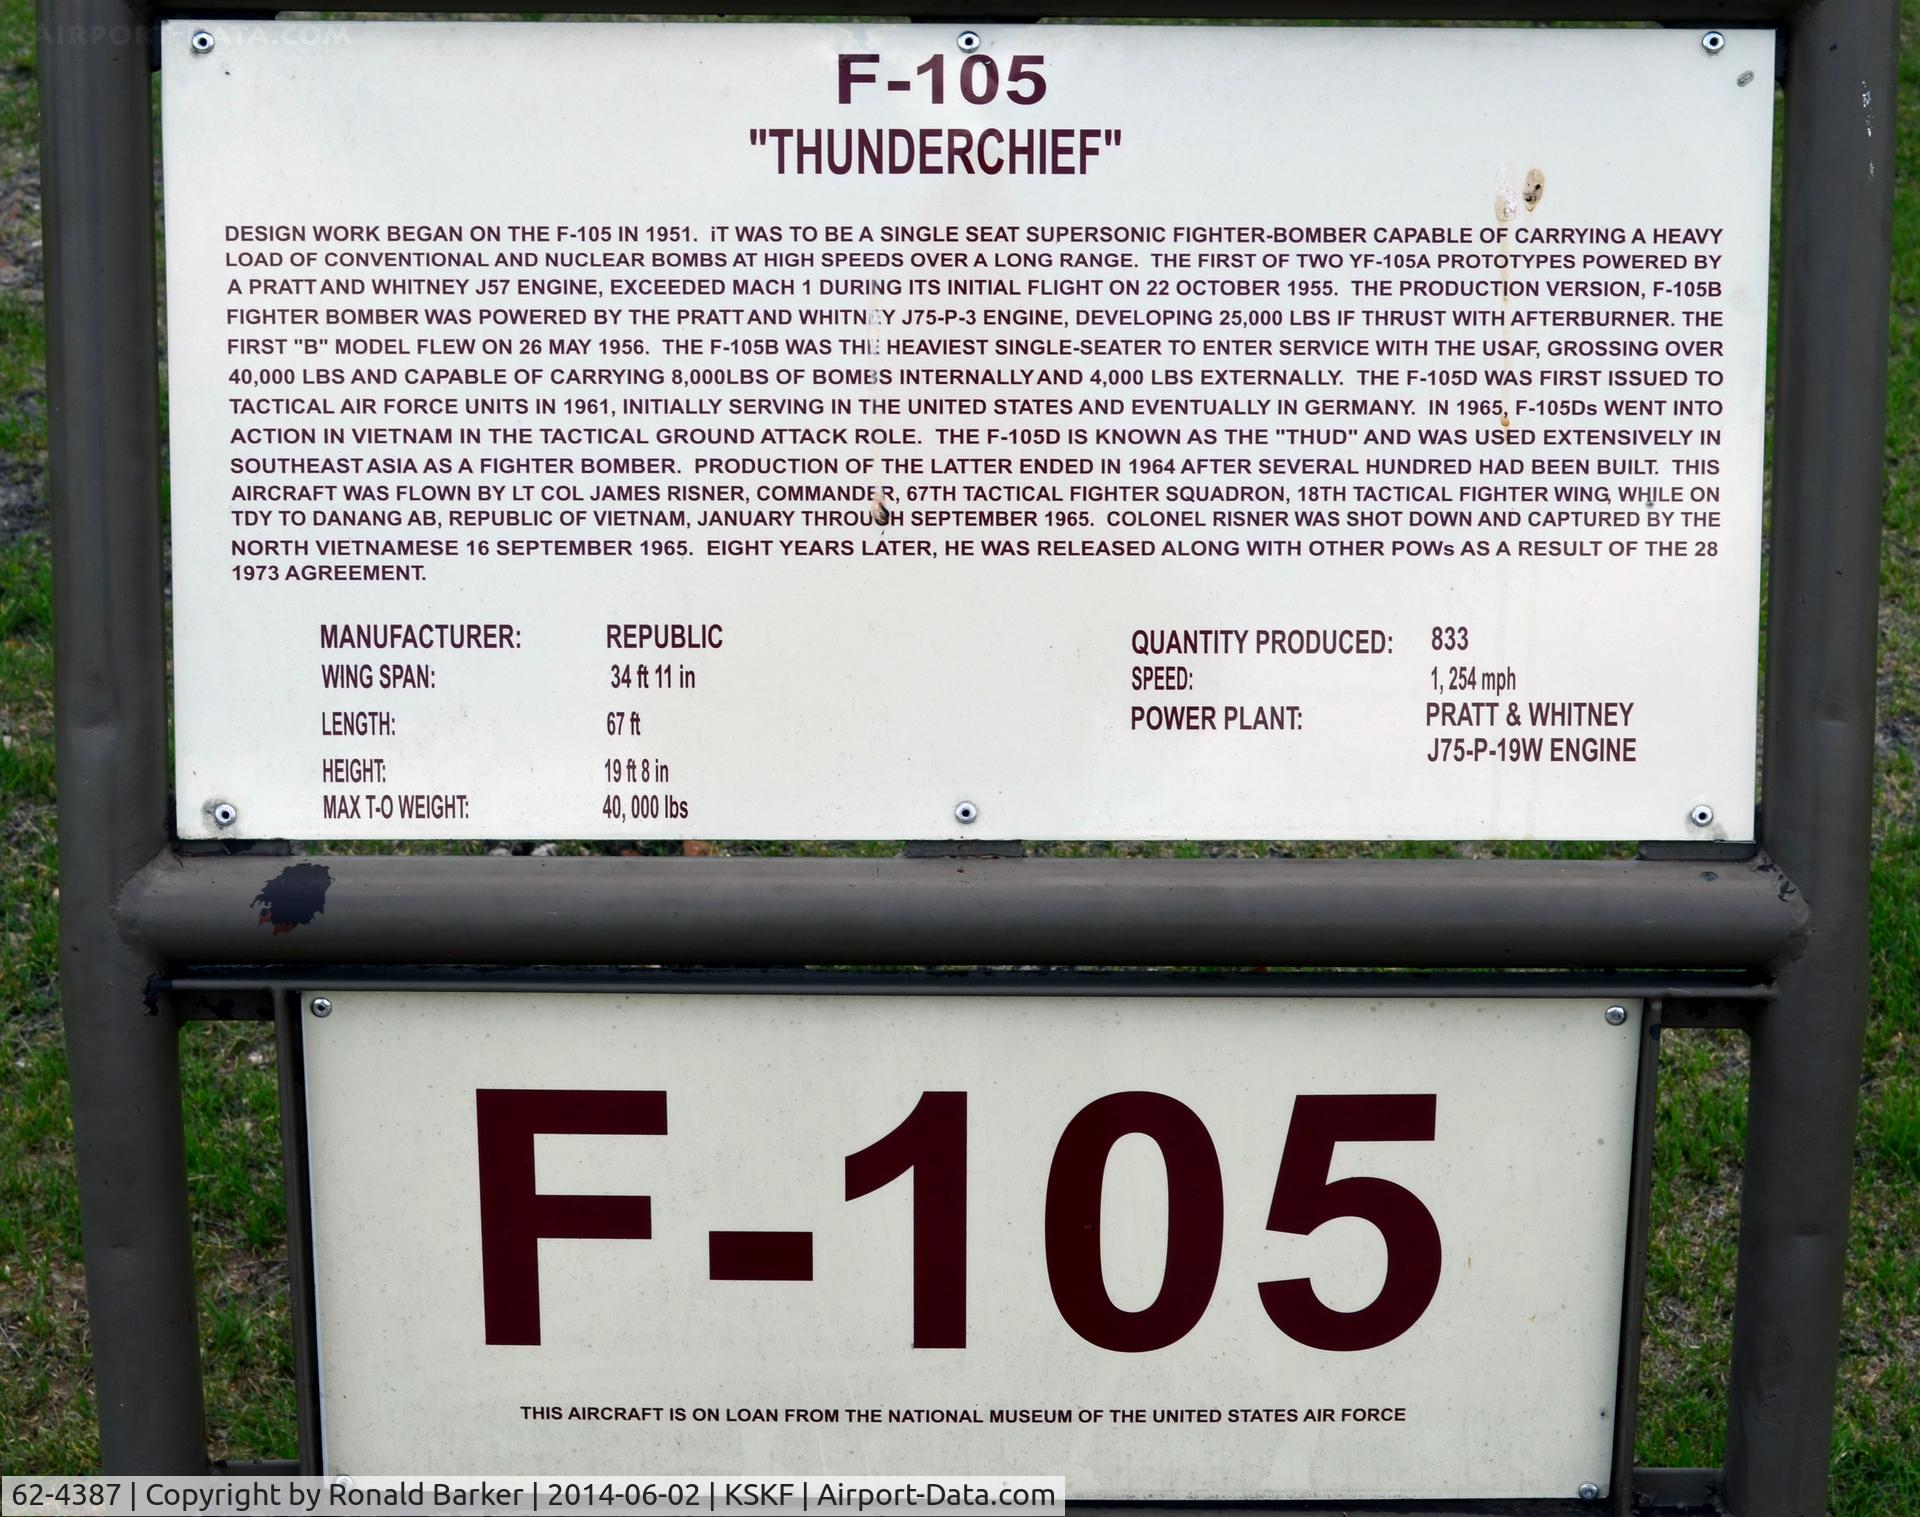 AIRPORT-DATA.COM
F-105
"THUNDERCHIEF"
DESIGN WORK BEGAN ON THE F-105 IN 1951. iT WAS TO BE A SINGLE SEAT SUPERSONIC FIGHTER-BOMBER CAPABLE OF CARRYING A HEAVY
LOAD OF CONVENTIONAL AND NUCLEAR BOMBS AT HIGH SPEEDS OVER A LONG RANGE. THE FIRST OF TWO YF-105A PROTOTYPES POWERED BY
A PRATT AND WHITNEY J57 ENGINE, EXCEEDED MACH 1 DURING ITS INITIAL FLIGHT ON 22 OCTOBER 1955. THE PRODUCTION VERSION, F-105B
FIGHTER BOMBER WAS POWERED BY THE PRATT AND WHITNEY J75-P-3 ENGINE, DEVELOPING 25,000 LBS IF THRUST WITH AFTERBURNER. THE
FIRST "B" MODEL FLEW ON 26 MAY 1956. THE F-105B WAS THE HEAVIEST SINGLE-SEATER TO ENTER SERVICE WITH THE USAF, GROSSING OVER
40,000 LBS AND CAPABLE OF CARRYING 8,000LBS OF BOMBS INTERNALLY AND 4,000 LBS EXTERNALLY. THE F-105D WAS FIRST ISSUED TO
TACTICAL AIR FORCE UNITS IN 1961, INITIALLY SERVING IN THE UNITED STATES AND EVENTUALLY IN GERMANY. IN 1965, F-105Ds WENT INTO
ACTION IN VIETNAM IN THE TACTICAL GROUND ATTACK ROLE. THE F-105D IS KNOWN AS THE "THUD" AND WAS USED EXTENSIVELY IN
SOUTHEAST ASIA AS A FIGHTER BOMBER. PRODUCTION OF THE LATTER ENDED IN 1964 AFTER SEVERAL HUNDRED HAD BEEN BUILT. THIS
AIRCRAFT WAS FLOWN BY LT COL JAMES RISNER, COMMANDER, 67TH TACTICAL FIGHTER SQUADRON, 18TH TACTICAL FIGHTER WING, WHILE ON
TDY TO DANANG AB, REPUBLIC OF VIETNAM, JANUARY THROUGH SEPTEMBER 1965. COLONEL RISNER WAS SHOT DOWN AND CAPTURED BY THE
NORTH VIETNAMESE 16 SEPTEMBER 1965. EIGHT YEARS LATER, HE WAS RELEASED ALONG WITH OTHER POWs AS A RESULT OF THE 28
1973 AGREEMENT.
MANUFACTURER: REPUBLIC
WING SPAN: 34 ft 11 in
LENGTH: 67 ft
HEIGHT: 19 ft 8 in
MAX T-O WEIGHT: 40, 000 lbs
QUANTITY PRODUCED: 833
SPEED: 1, 254 mph
POWER PLANT: PRATT & WHITNEY
J75-P-19W ENGINE
F-105
THIS AIRCRAFT IS ON LOAN FROM THE NATIONAL MUSEUM OF THE UNITED STATES AIR FORCE
62-4387 | Copyright by Ronald Barker | 2014-06-02 | KSKF | Airport-Data.com